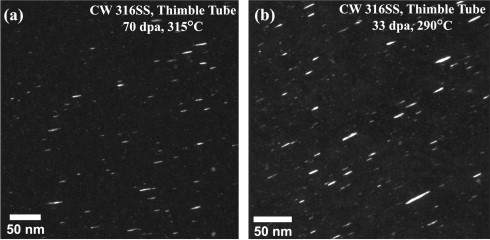 (a) CW 316SS, Thimble Tube
70 dpa, 315°C
50 nm
(b) CW 316SS, Thimble Tube
33 dpa, 290°C
50 nm